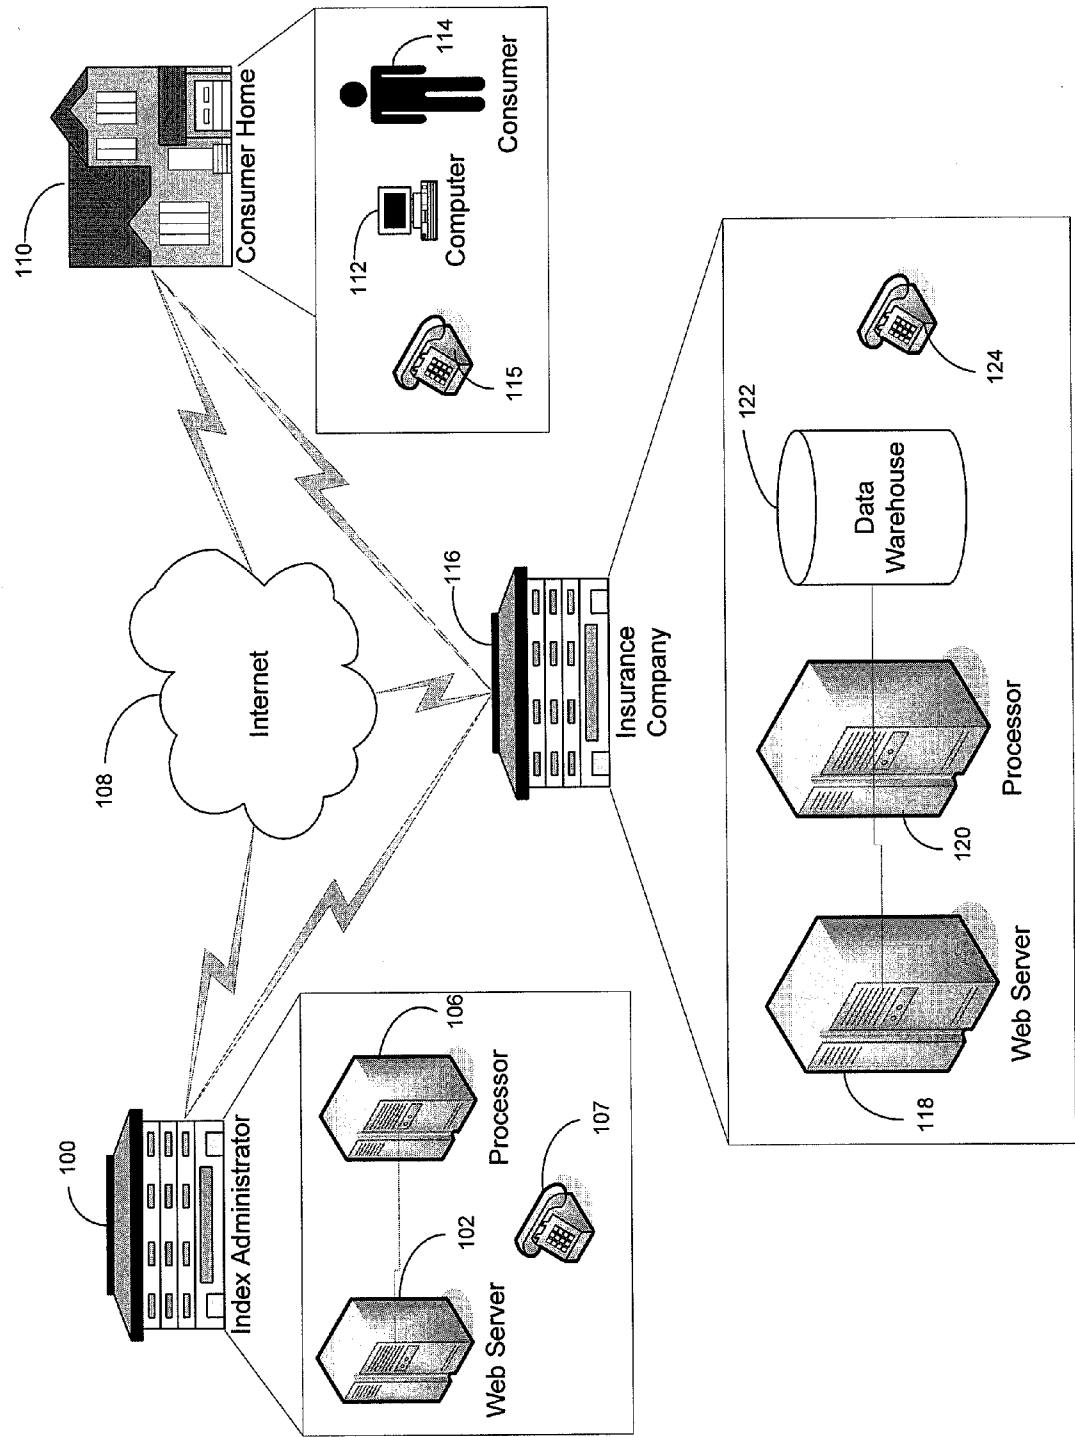 100
Index Administrator
108
Internet
110
Consumer Home
116
Insurance
Company
102
Web Server
106
Processor
107
115
112
Computer
114
Consumer
118
Web Server
120
Processor
122
Data
Warehouse
124